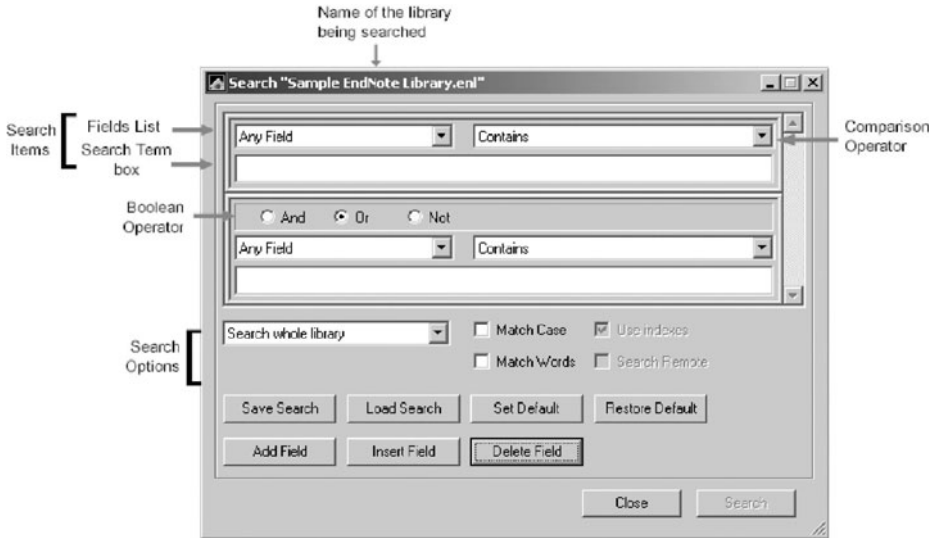 Name of the library
being searched
Search "Sample EndNote Library.enl"
Search
Items
Fields List
Search Term
box
Any Field
Contains
Comparison
Operator
Boolean
Operator
And Or Not
Any Field
Contains
Search
Options
Search whole library
Match Case
Use indexes
Match Words
Search Remote
Save Search
Load Search
Set Default
Restore Default
Add Field
Insert Field
Delete Field
Close
Search